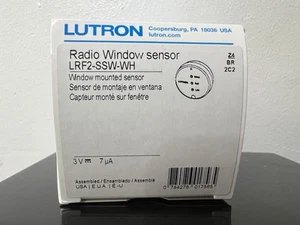 LUTRON
Coopersburg, PA 18036 USA
lutron.com
Radio Window sensor
LRF2-SSW-WH
Window mounted sensor
Sensor de montaje en ventana
Capteur monté sur fenêtre
Z4
BR
2C2
3 V ⎓ 7 µA
Assembled / Ensamblado / Assemblé
USA | E.U.A. | É.-U.